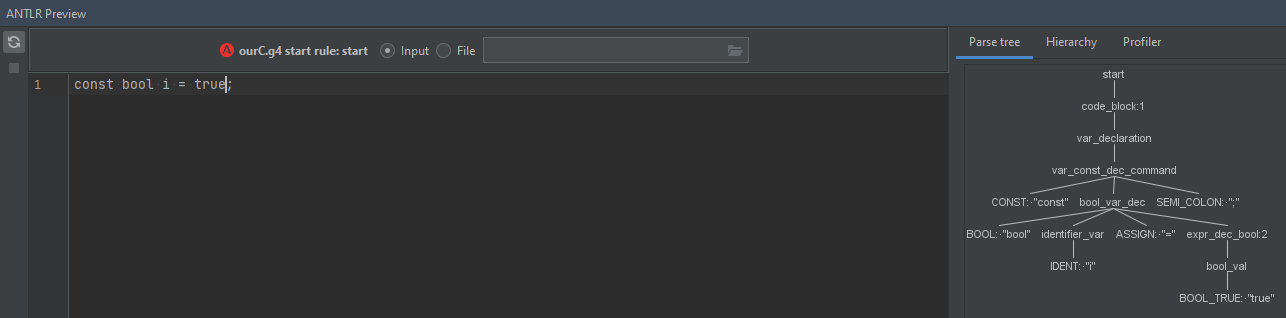 ANTLR Preview
ourC.g4 start rule: start Input File
Parse tree Hierarchy Profiler
1 const bool i = true;
start
code_block:1
var_declaration
var_const_dec_command
CONST:·"const" bool_var_dec SEMI_COLON:·";"
BOOL:·"bool" identifier_var ASSIGN:·"=" expr_dec_bool:2
IDENT:·"i" bool_val
BOOL_TRUE:·"true"